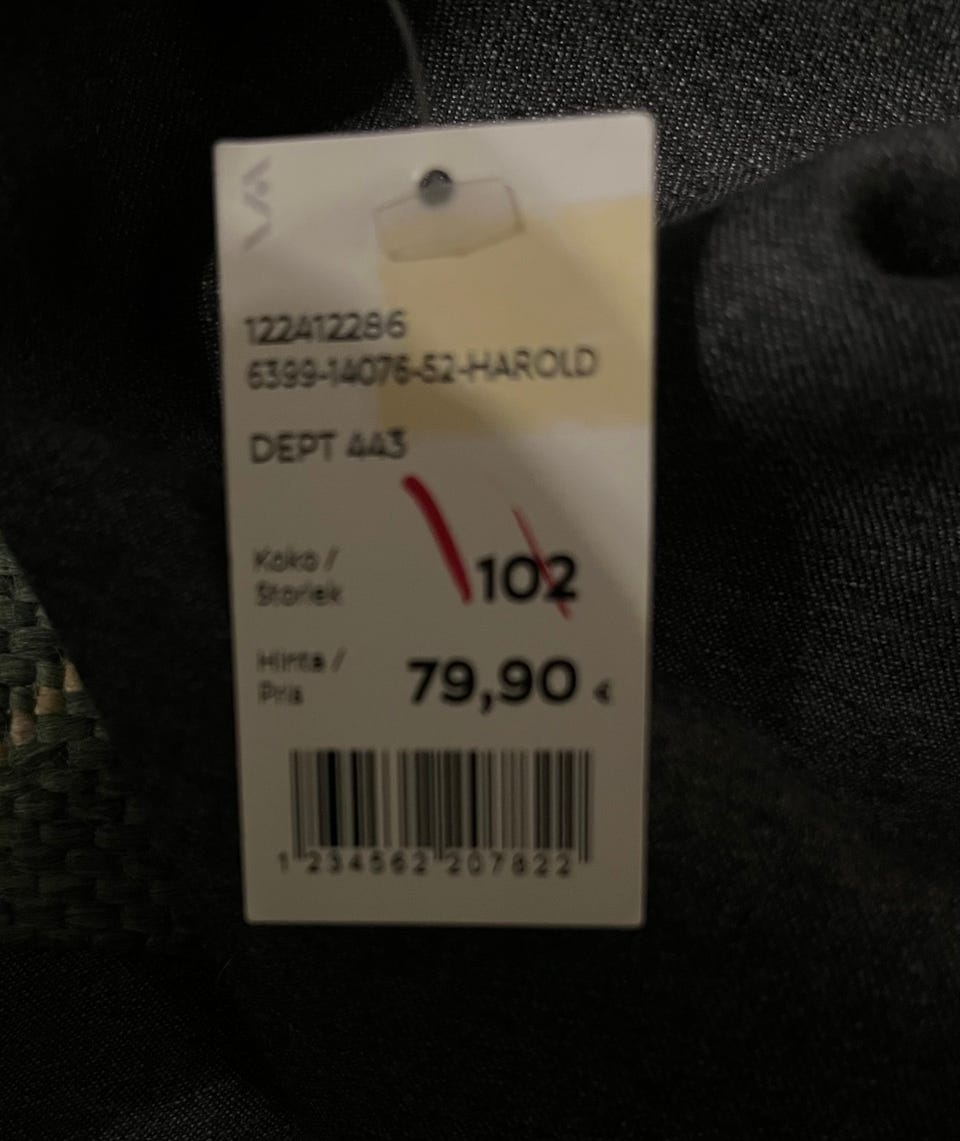 122412286
6399-14076-52-HAROLD
DEPT 443
Koko /
Storlek
102
Hinta /
Pris
79,90 €
1 234562 207822